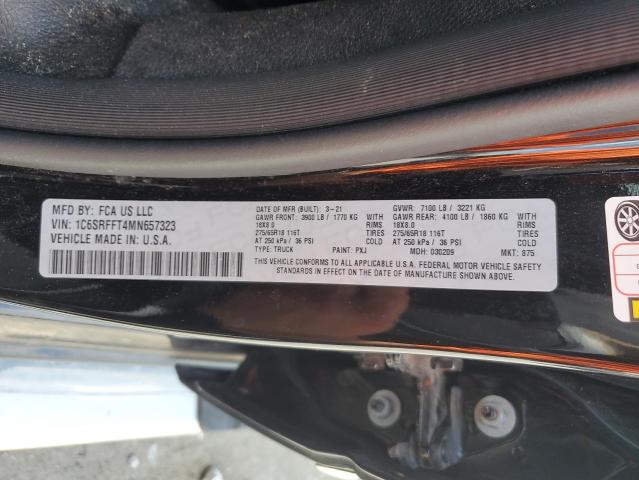 MFD BY: FCA US LLC
VIN: 1C6SRFFT4MN657323
VEHICLE MADE IN U.S.A.
DATE OF MFR (BUILT): 3-21 GVWR: 7100 LB / 3221 KG
GAWR FRONT: 3900 LB / 1770 KG WITH GAWR REAR: 4100 LB / 1860 KG WITH
18X8.0 RIMS 18X8.0 RIMS
275/65R18 116T TIRES 275/65R18 116T TIRES
AT 250 kPa / 36 PSI AT 250 kPa / 36 PSI
TYPE: TRUCK PAINT: PXJ MDH: 030209 MKT: 875
THIS VEHICLE CONFORMS TO ALL APPLICABLE U.S.A. FEDERAL MOTOR VEHICLE SAFETY
STANDARDS IN EFFECT ON THE DATE OF MANUFACTURE SHOWN ABOVE.